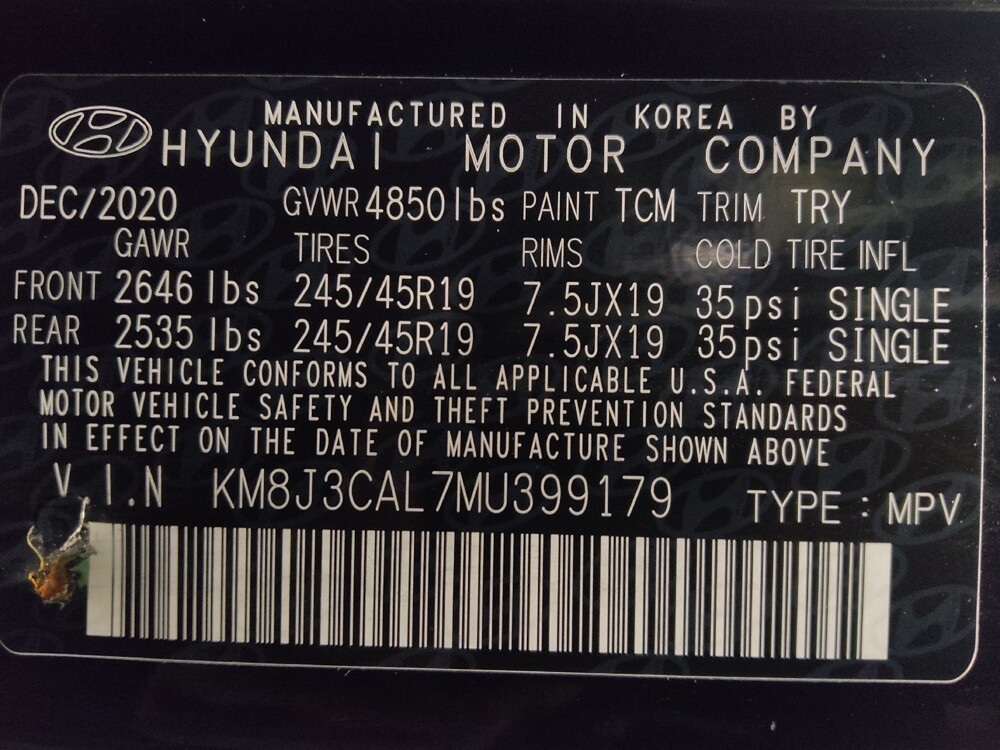 MANUFACTURED IN KOREA BY
HYUNDAI MOTOR COMPANY
DEC/2020 GVWR 4850 lbs PAINT TCM TRIM TRY
GAWR TIRES RIMS COLD TIRE INFL
FRONT 2646 lbs 245/45R19 7.5JX19 35 psi SINGLE
REAR 2535 lbs 245/45R19 7.5JX19 35 psi SINGLE
THIS VEHICLE CONFORMS TO ALL APPLICABLE U.S.A. FEDERAL
MOTOR VEHICLE SAFETY AND THEFT PREVENTION STANDARDS
IN EFFECT ON THE DATE OF MANUFACTURE SHOWN ABOVE
V.I.N KM8J3CAL7MU399179 TYPE : MPV